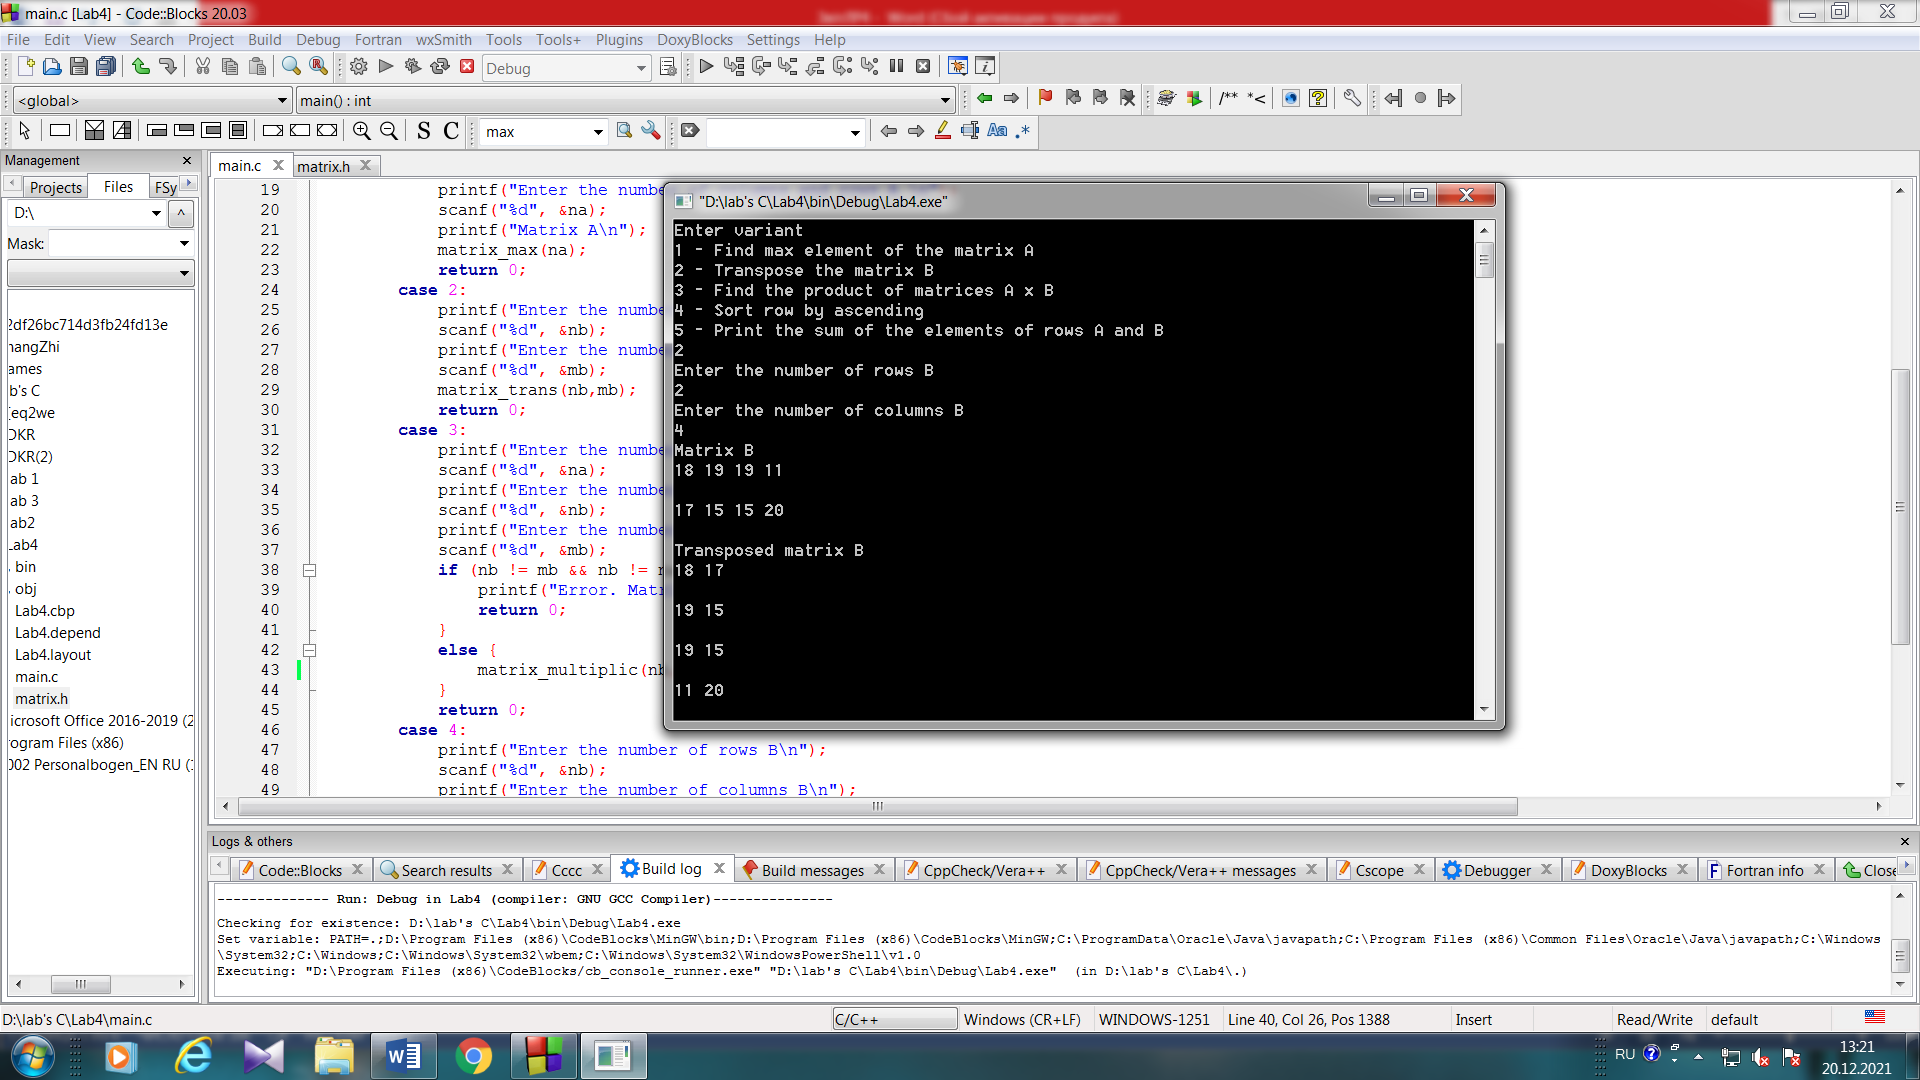 main.c [Lab4] - Code::Blocks 20.03
File Edit View Search Project Build Debug Fortran wxSmith Tools Tools+ Plugins DoxyBlocks Settings Help
Debug
<global> main() : int
/** *<
S C max Aa .*
Management
Projects Files FSy
D:\
Mask:
2df26bc714d3fb24fd13e
hangZhi
ames
b's C
[eq2we
OKR
OKR(2)
ab 1
ab 3
ab2
Lab4
bin
obj
Lab4.cbp
Lab4.depend
Lab4.layout
main.c
matrix.h
icrosoft Office 2016-2019 (2
rogram Files (x86)
002 Personalbogen_EN RU (
main.c matrix.h
19 printf("Enter the numbe
20 scanf("%d", &na);
21 printf("Matrix A\n");
22 matrix_max(na);
23 return 0;
24 case 2:
25 printf("Enter the numbe
26 scanf("%d", &nb);
27 printf("Enter the numbe
28 scanf("%d", &mb);
29 matrix_trans(nb,mb);
30 return 0;
31 case 3:
32 printf("Enter the numbe
33 scanf("%d", &na);
34 printf("Enter the numbe
35 scanf("%d", &nb);
36 printf("Enter the numbe
37 scanf("%d", &mb);
38 if (nb != mb && nb != n
39 printf("Error. Matr
40 return 0;
41 }
42 else {
43 matrix_multiplic(nb
44 }
45 return 0;
46 case 4:
47 printf("Enter the number of rows B\n");
48 scanf("%d", &nb);
49 printf("Enter the number of columns B\n");
"D:\lab's C\Lab4\bin\Debug\Lab4.exe"
Enter variant
1 - Find max element of the matrix A
2 - Transpose the matrix B
3 - Find the product of matrices A x B
4 - Sort row by ascending
5 - Print the sum of the elements of rows A and B
2
Enter the number of rows B
2
Enter the number of columns B
4
Matrix B
18 19 19 11
17 15 15 20
Transposed matrix B
18 17
19 15
19 15
11 20
Logs & others
Code::Blocks Search results Cccc Build log Build messages CppCheck/Vera++ CppCheck/Vera++ messages Cscope Debugger DoxyBlocks Fortran info Close
-------------- Run: Debug in Lab4 (compiler: GNU GCC Compiler)---------------
Checking for existence: D:\lab's C\Lab4\bin\Debug\Lab4.exe
Set variable: PATH=.;D:\Program Files (x86)\CodeBlocks\MinGW\bin;D:\Program Files (x86)\CodeBlocks\MinGW;C:\ProgramData\Oracle\Java\javapath;C:\Program Files (x86)\Common Files\Oracle\Java\javapath;C:\Windows
\System32;C:\Windows;C:\Windows\System32\wbem;C:\Windows\System32\WindowsPowerShell\v1.0
Executing: "D:\Program Files (x86)\CodeBlocks/cb_console_runner.exe" "D:\lab's C\Lab4\bin\Debug\Lab4.exe"  (in D:\lab's C\Lab4\.)
D:\lab's C\Lab4\main.c C/C++ Windows (CR+LF) WINDOWS-1251 Line 40, Col 26, Pos 1388 Insert Read/Write default
RU 13:21
20.12.2021